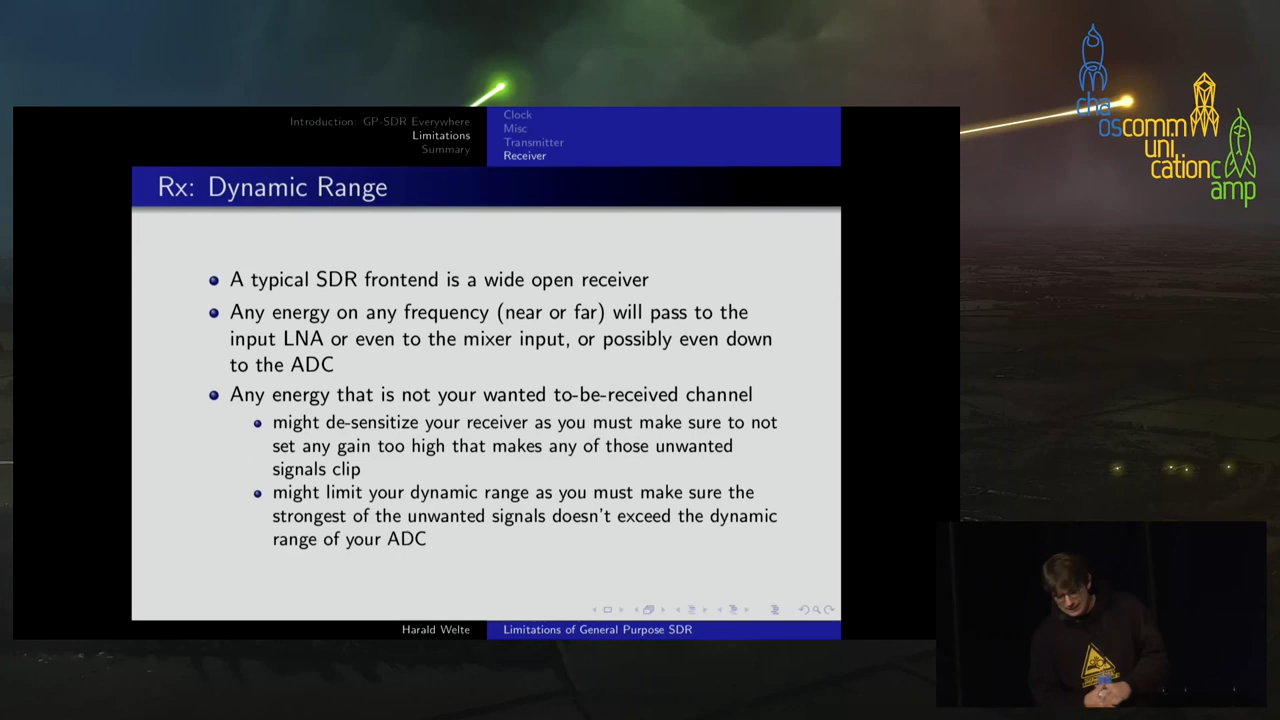 Introduction: GP-SDR Everywhere
Limitations
Summary
Clock
Misc
Transmitter
Receiver
Rx: Dynamic Range
A typical SDR frontend is a wide open receiver
Any energy on any frequency (near or far) will pass to the
input LNA or even to the mixer input, or possibly even down
to the ADC
Any energy that is not your wanted to-be-received channel
might de-sensitize your receiver as you must make sure to not
set any gain too high that makes any of those unwanted
signals clip
might limit your dynamic range as you must make sure the
strongest of the unwanted signals doesn't exceed the dynamic
range of your ADC
Harald Welte
Limitations of General Purpose SDR
cha
oscomm
uni
cationc
amp